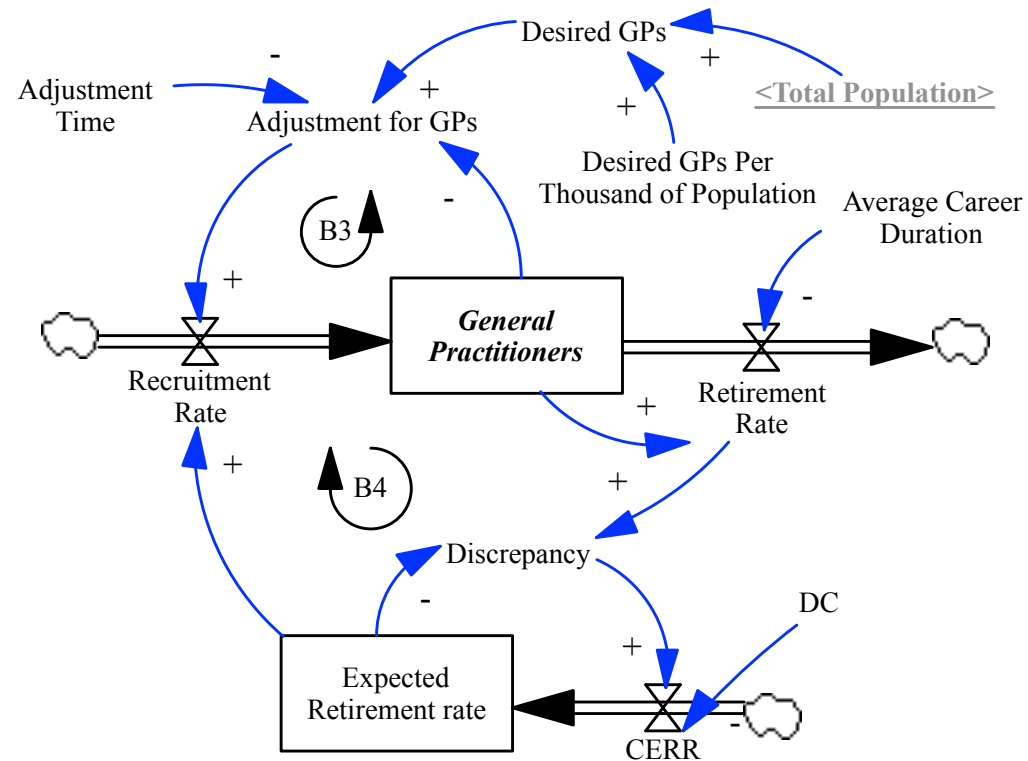 Desired GPs
-
+
Adjustment
Time
+
<Total Population>
+
Adjustment for GPs
Desired GPs Per
Thousand of Population
-
Average Career
Duration
B3
+
-
General
Practitioners
Recruitment
Rate
Retirement
Rate
+
+
B4
+
Discrepancy
-
DC
+
Expected
Retirement rate
-
CERR